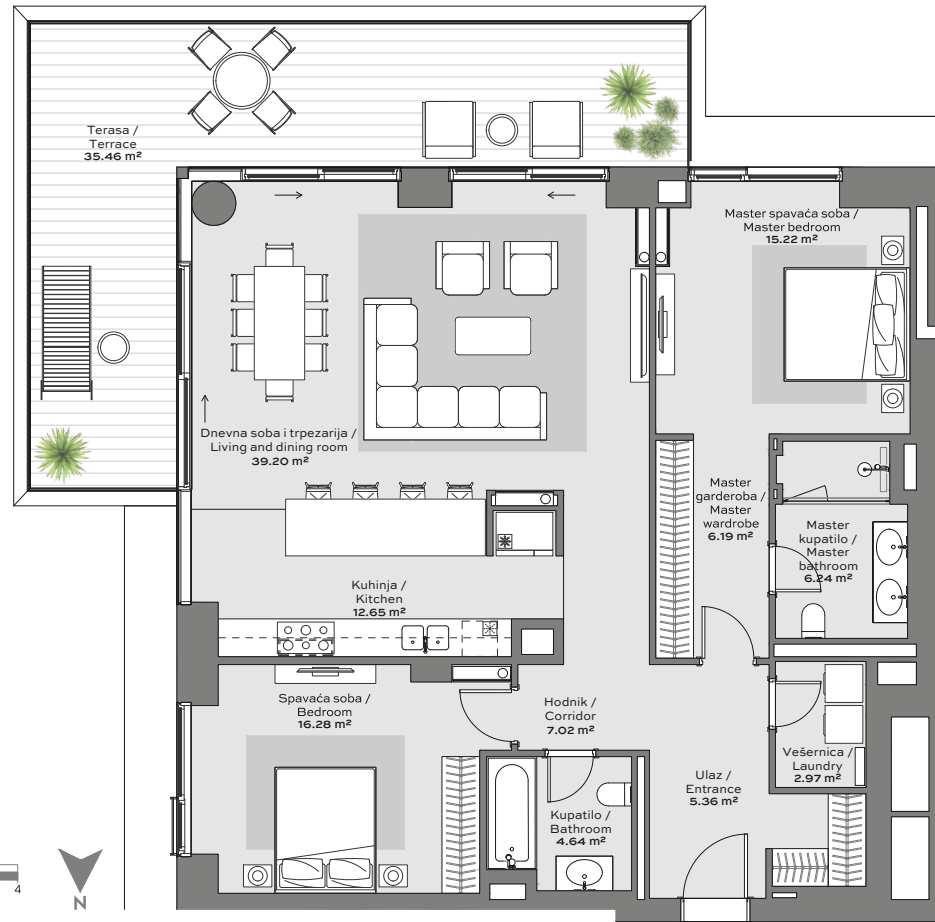 Terasa /
Terrace
35.46 m²
Master spavaća soba /
Master bedroom
15.22 m²
Dnevna soba i trpezarija /
Living and dining room
39.20 m²
Master
garderoba /
Master
wardrobe
6.19 m²
Master
kupatilo /
Master
bathroom
6.24 m²
Kuhinja /
Kitchen
12.65 m²
Spavaća soba /
Bedroom
16.28 m²
Hodnik /
Corridor
7.02 m²
Vešernica /
Laundry
2.97 m²
Ulaz /
Entrance
5.36 m²
Kupatilo /
Bathroom
4.64 m²
4
N